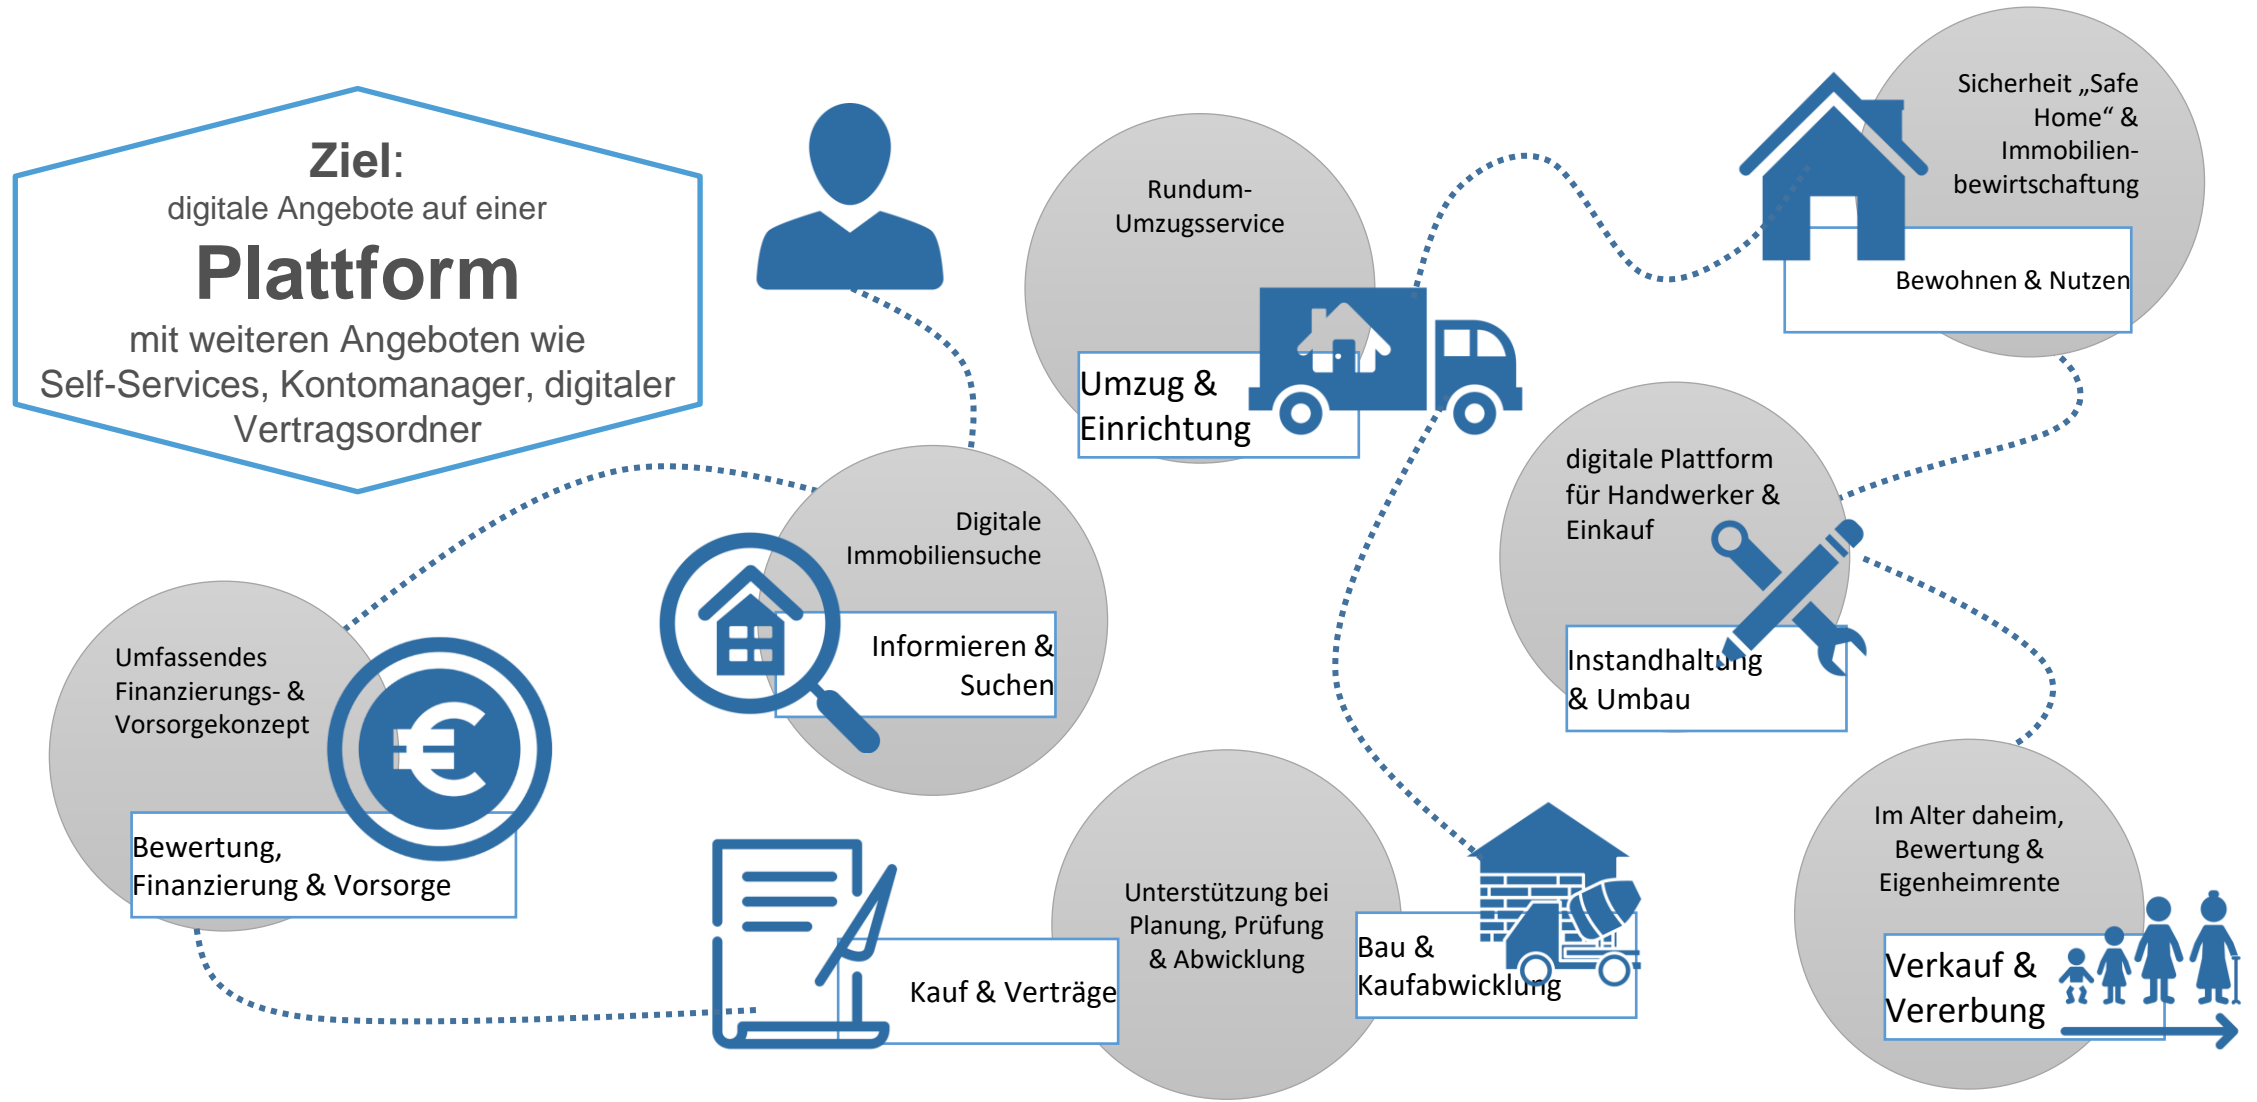 Ziel:
digitale Angebote auf einer
Plattform
mit weiteren Angeboten wie
Self-Services, Kontomanager, digitaler
Vertragsordner
Digitale
Immobiliensuche
Informieren &
Suchen
Umfassendes
Finanzierungs- &
Vorsorgekonzept
Bewertung,
Finanzierung & Vorsorge
Kauf & Verträge
Unterstützung bei
Planung, Prüfung
& Abwicklung
Bau &
Kaufabwicklung
Rundum-
Umzugsservice
Umzug &
Einrichtung
Sicherheit „Safe
Home“ &
Immobilien-
bewirtschaftung
Bewohnen & Nutzen
digitale Plattform
für Handwerker &
Einkauf
Instandhaltung
& Umbau
Im Alter daheim,
Bewertung &
Eigenheimrente
Verkauf &
Vererbung